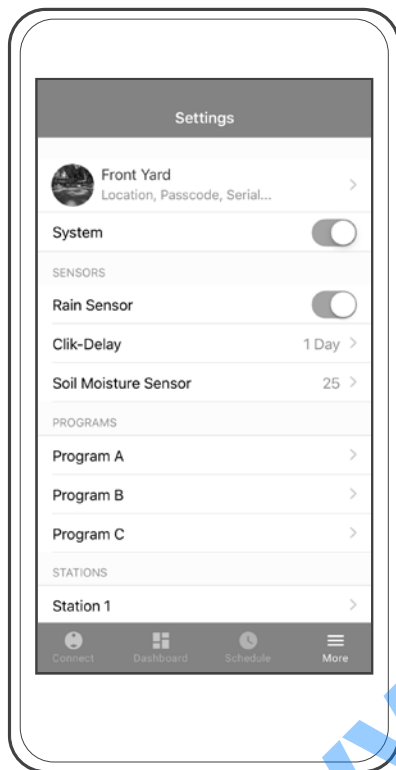 Settings
Front Yard
Location, Passcode, Serial...
System
SENSORS
Rain Sensor
Clik-Delay 1 Day >
Soil Moisture Sensor 25 >
PROGRAMS
Program A >
Program B >
Program C >
STATIONS
Station 1 >
Connect Dashboard Schedule More